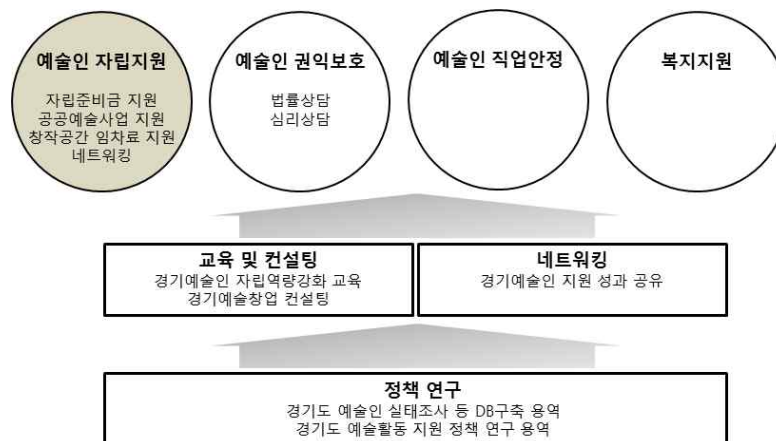 예술인 자립지원
자립준비금 지원
공공예술사업 지원
창작공간 임차료 지원
네트워킹
예술인 권익보호
법률상담
심리상담
예술인 직업안정
복지지원
교육 및 컨설팅
경기예술인 자립역량강화 교육
경기예술창업 컨설팅
네트워킹
경기예술인 지원 성과 공유
정책 연구
경기도 예술인 실태조사 등 DB구축 용역
경기도 예술활동 지원 정책 연구 용역